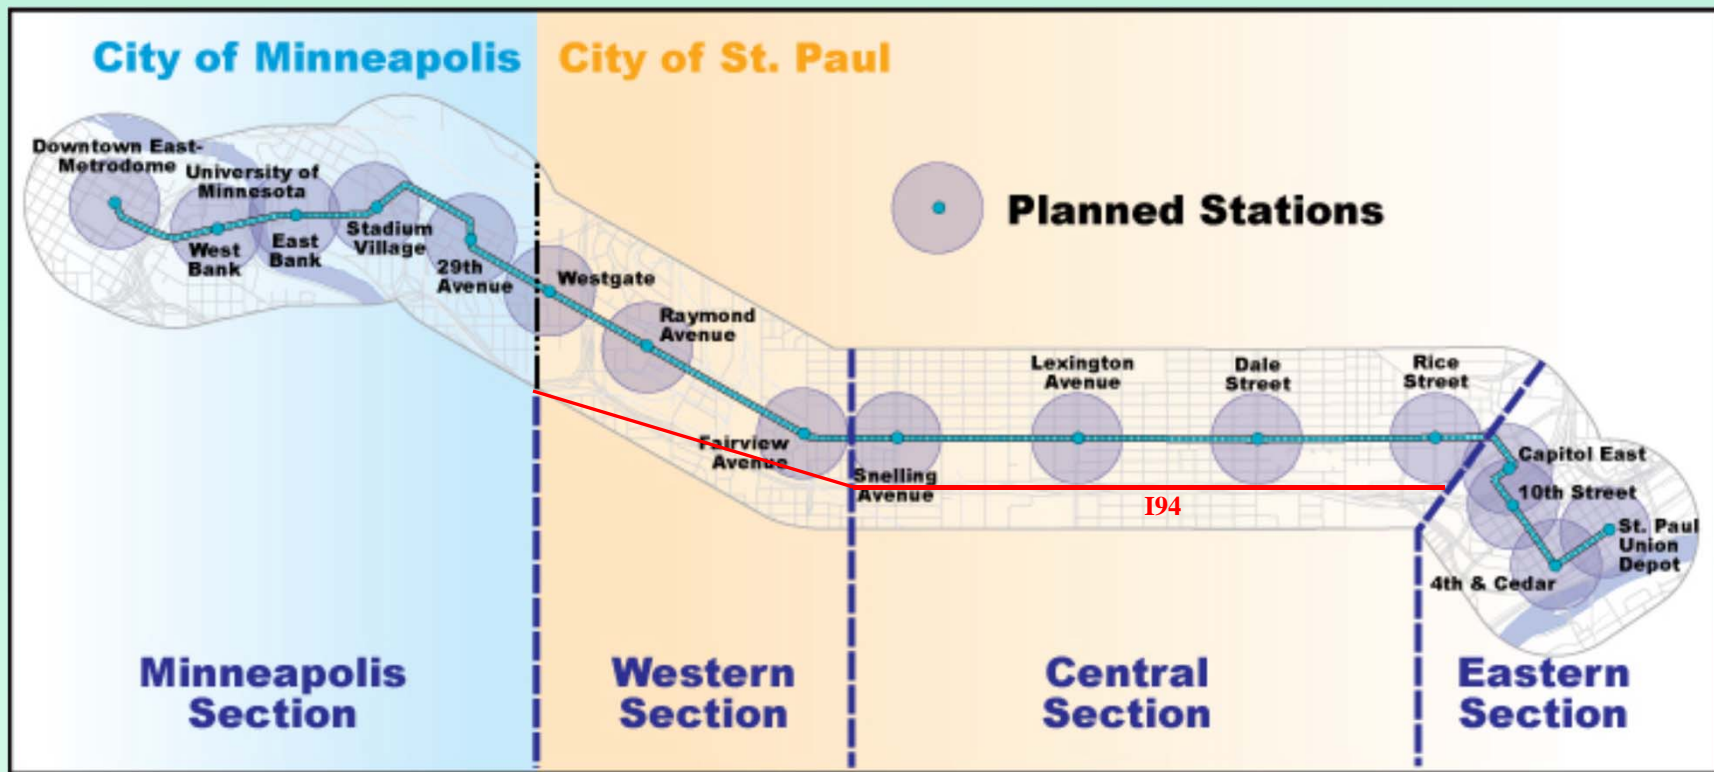 City of Minneapolis
City of St. Paul
Downtown East-
Metrodome
University of
Minnesota
West
Bank
East
Bank
Stadium
Village
29th
Avenue
Westgate
Raymond
Avenue
Fairview
Avenue
Planned Stations
Snelling
Avenue
Lexington
Avenue
Dale
Street
Rice
Street
I94
Capitol East
10th Street
St. Paul
Union
Depot
4th & Cedar
Minneapolis
Section
Western
Section
Central
Section
Eastern
Section